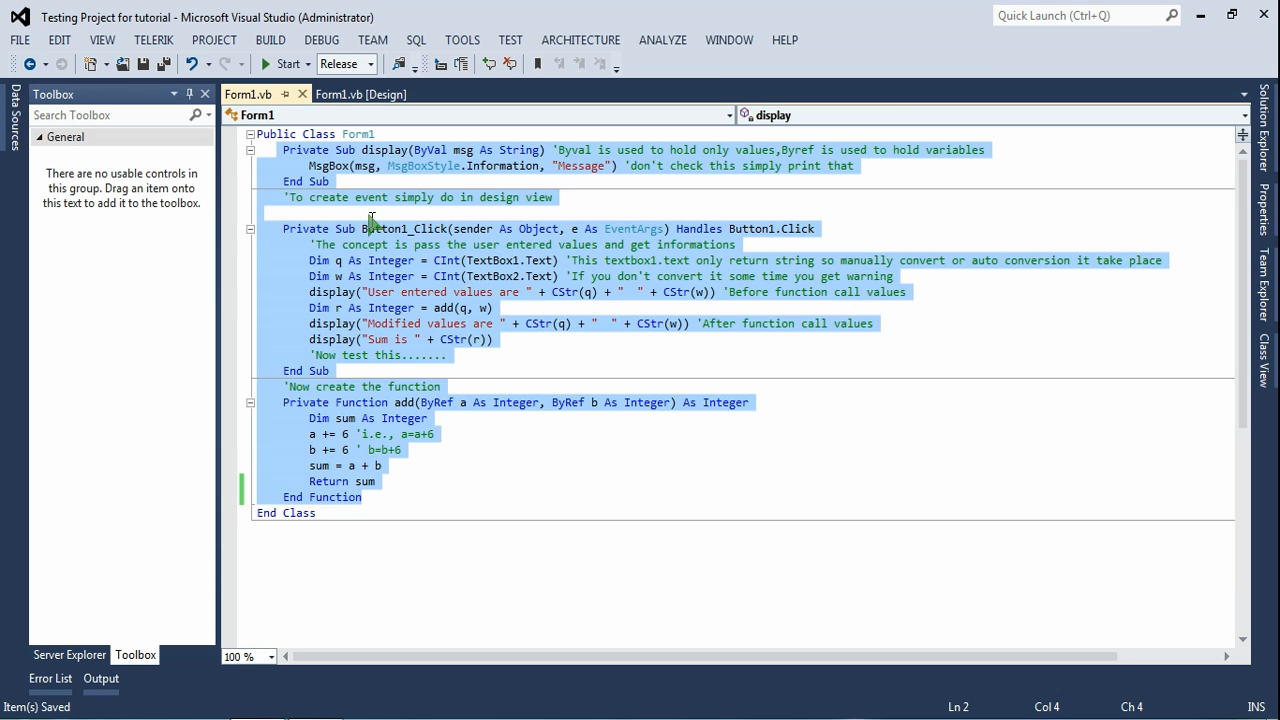 Testing Project for tutorial - Microsoft Visual Studio (Administrator)
Quick Launch (Ctrl+Q)
FILE EDIT VIEW TELERIK PROJECT BUILD DEBUG TEAM SQL TOOLS TEST ARCHITECTURE ANALYZE WINDOW HELP
Start Release
Data Sources
Toolbox
Search Toolbox
General
There are no usable controls in
this group. Drag an item onto
this text to add it to the toolbox.
Server Explorer Toolbox
Form1.vb Form1.vb [Design]
Form1 display
Public Class Form1
Private Sub display(ByVal msg As String) 'Byval is used to hold only values,Byref is used to hold variables
MsgBox(msg, MsgBoxStyle.Information, "Message") 'don't check this simply print that
End Sub
'To create event simply do in design view
Private Sub Button1_Click(sender As Object, e As EventArgs) Handles Button1.Click
'The concept is pass the user entered values and get informations
Dim q As Integer = CInt(TextBox1.Text) 'This textbox1.text only return string so manually convert or auto conversion it take place
Dim w As Integer = CInt(TextBox2.Text) 'If you don't convert it some time you get warning
display("User entered values are " + CStr(q) + "  " + CStr(w)) 'Before function call values
Dim r As Integer = add(q, w)
display("Modified values are " + CStr(q) + "  " + CStr(w)) 'After function call values
display("Sum is " + CStr(r))
'Now test this.......
End Sub
'Now create the function
Private Function add(ByRef a As Integer, ByRef b As Integer) As Integer
Dim sum As Integer
a += 6 'i.e., a=a+6
b += 6 ' b=b+6
sum = a + b
Return sum
End Function
End Class
100 %
Solution Explorer
Properties
Team Explorer
Class View
Error List Output
Item(s) Saved Ln 2 Col 4 Ch 4 INS